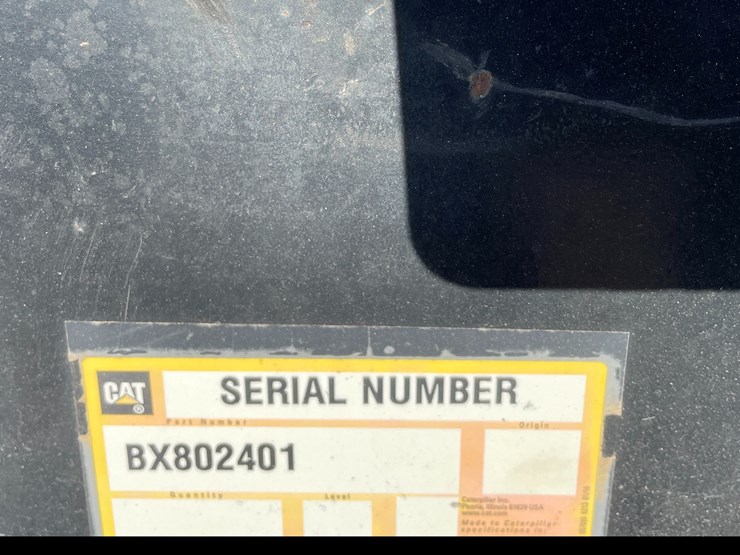 CAT ®
SERIAL NUMBER
Part Number
Origin
BX802401
Quantity
Level
Caterpillar Inc.
Peoria, Illinois 61629 USA
www.cat.com
Made to Caterpillar
specifications in: